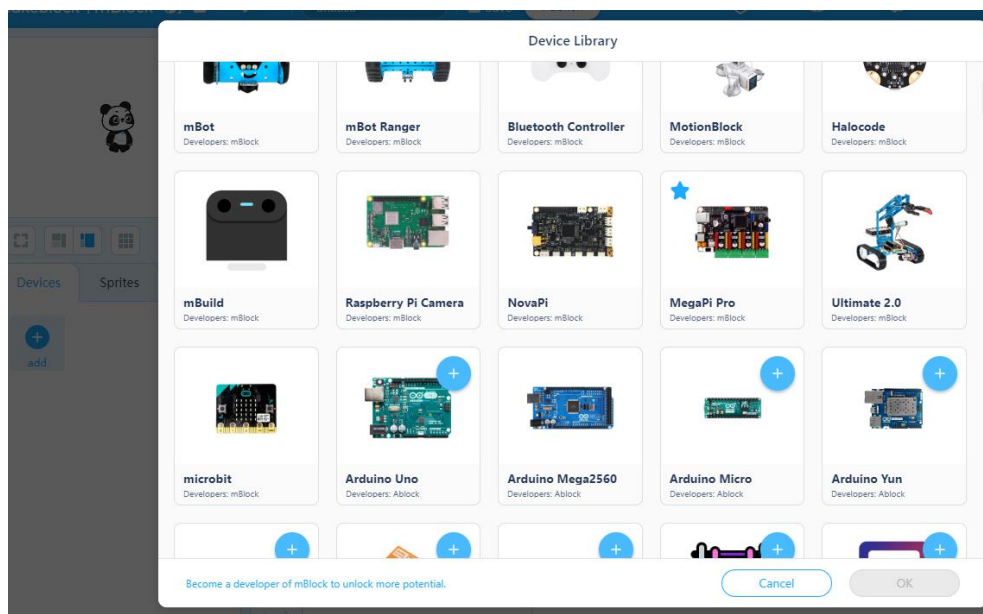 Device Library
mBot
Developers: mBlock
mBot Ranger
Developers: mBlock
Bluetooth Controller
Developers: mBlock
MotionBlock
Developers: mBlock
Halocode
Developers: mBlock
Devices
Sprites
add
mBuild
Developers: mBlock
Raspberry Pi Camera
Developers: mBlock
NovaPi
Developers: mBlock
MegaPi Pro
Developers: mBlock
Ultimate 2.0
Developers: mBlock
microbit
Developers: mBlock
Arduino Uno
Developers: Ablock
Arduino Mega2560
Developers: Ablock
Arduino Micro
Developers: Ablock
Arduino Yun
Developers: Ablock
Become a developer of mBlock to unlock more potential.
Cancel
OK